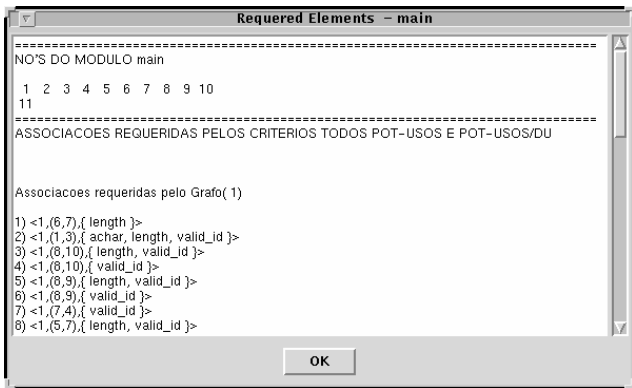 Requered Elements - main
===========================================================================
NO'S DO MODULO main
1 2 3 4 5 6 7 8 9 10
11
===========================================================================
ASSOCIACOES REQUERIDAS PELOS CRITERIOS TODOS POT-USOS E POT-USOS/DU
Associacoes requeridas pelo Grafo( 1)
1) <1,(6,7),{ length }>
2) <1,(1,3),{ achar, length, valid_id }>
3) <1,(8,10),{ length, valid_id }>
4) <1,(8,10),{ valid_id }>
5) <1,(8,9),{ length, valid_id }>
6) <1,(8,9),{ valid_id }>
7) <1,(7,4),{ valid_id }>
8) <1,(5,7),{ length, valid_id }>
OK